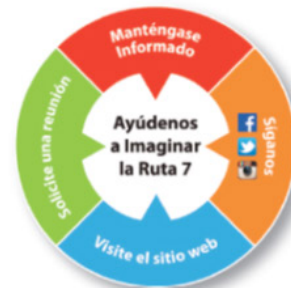 Manténgase
Informado
Síganos
Visite el sitio web
Solicite una reunión
Ayúdenos
a Imaginar
la Ruta 7